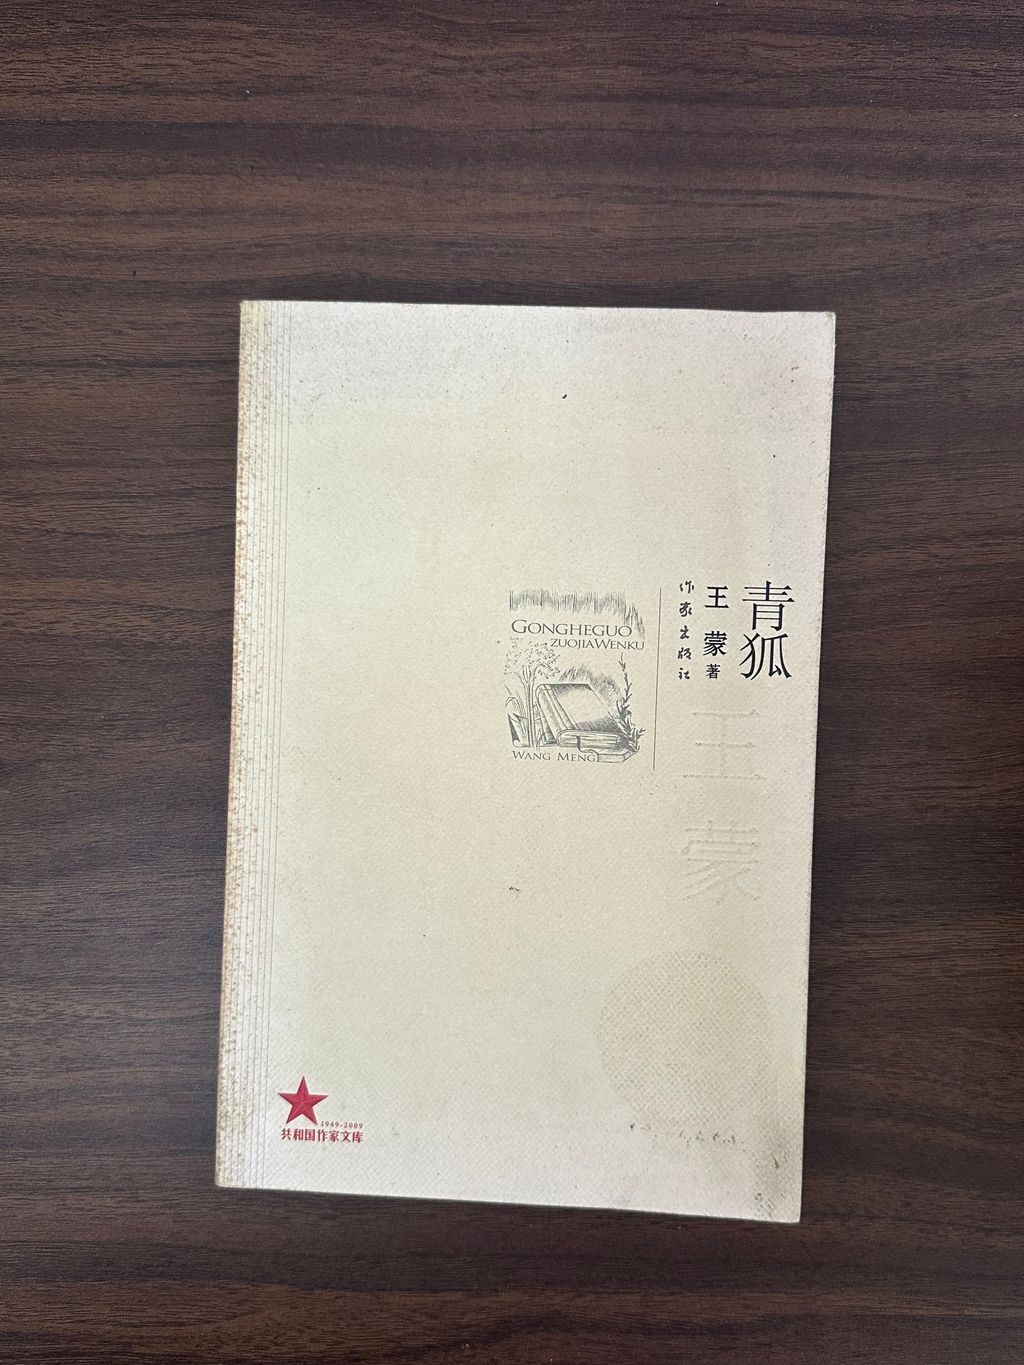 青狐
王蒙 著
作家出版社
GONGHEGUO
ZUOJIAWENKU
WANG MENG
王蒙
1949-2009
共和国作家文库